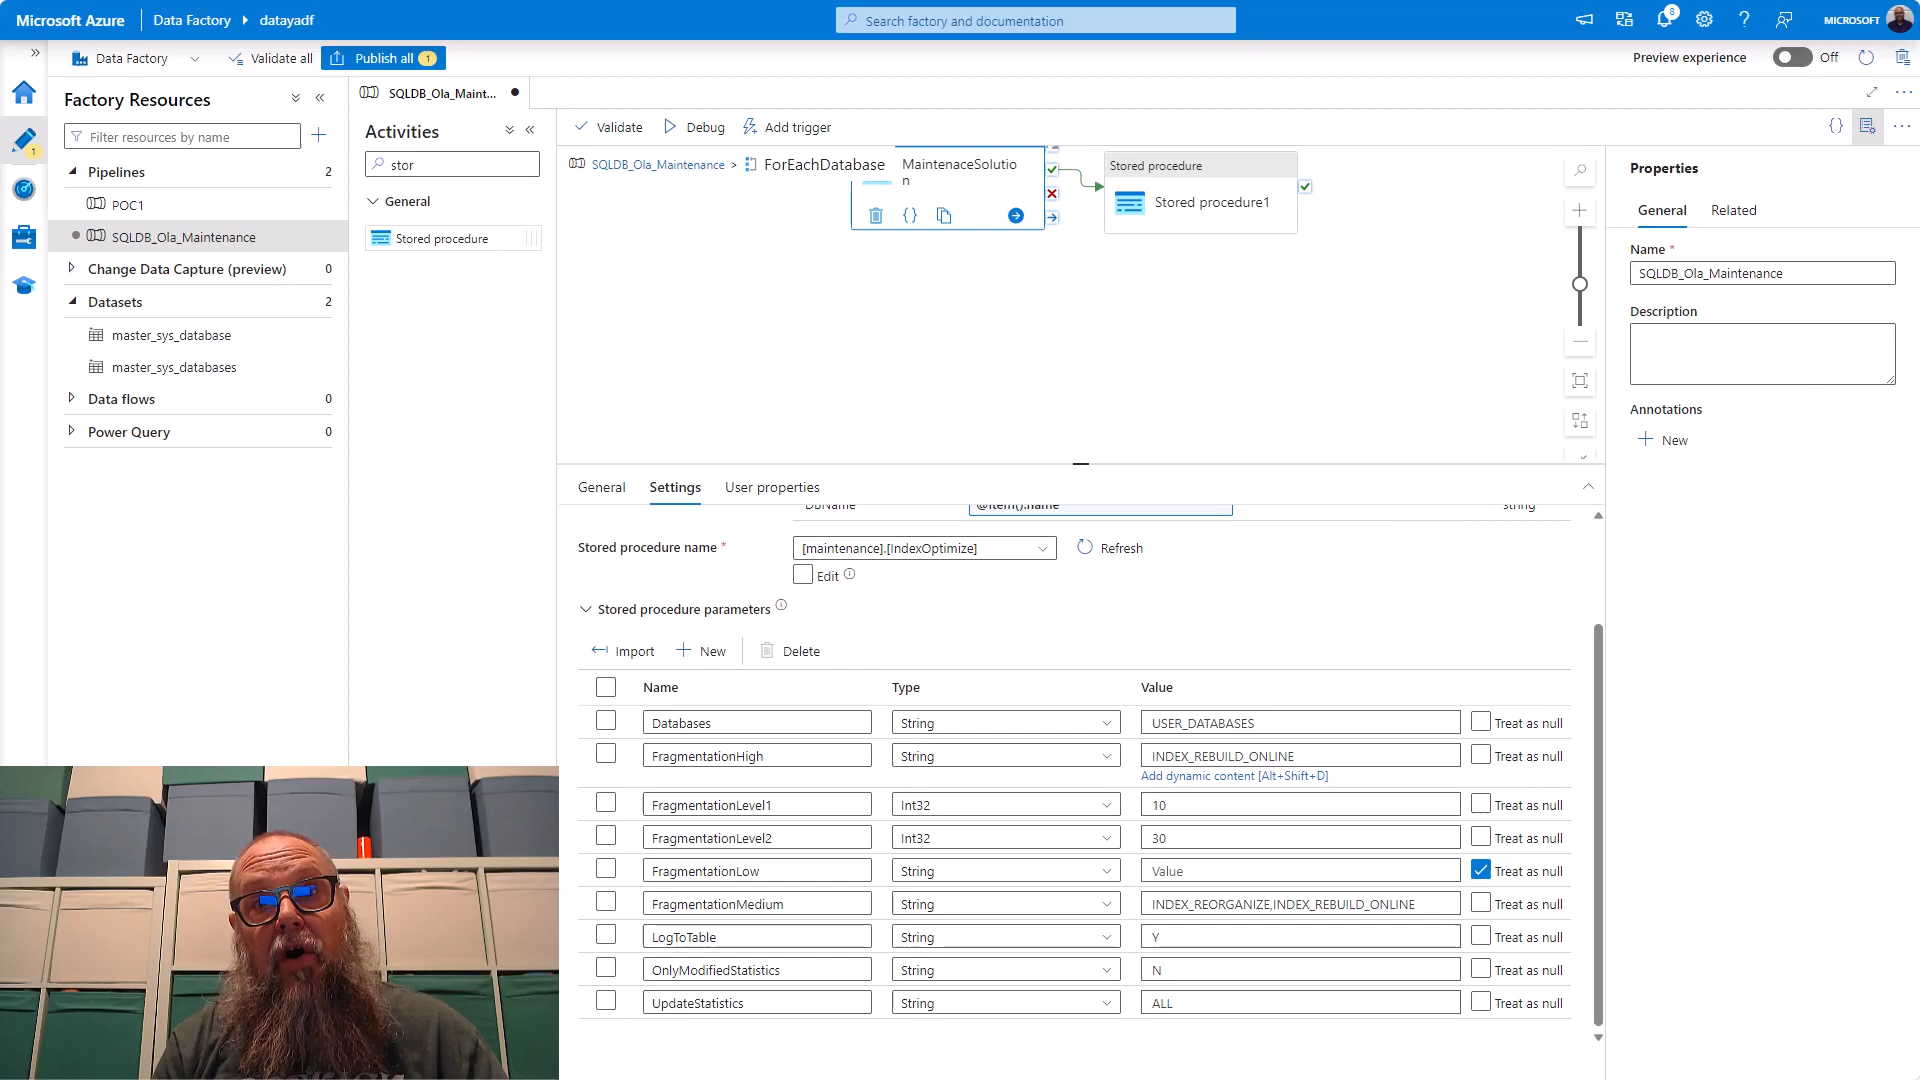 Microsoft Azure
Data Factory
datayadf
Search factory and documentation
8
MICROSOFT
Data Factory
Validate all
Publish all 1
Preview experience
Off
1
Factory Resources
Filter resources by name
Pipelines 2
POC1
SQLDB_Ola_Maintenance
Change Data Capture (preview) 0
Datasets 2
master_sys_database
master_sys_databases
Data flows 0
Power Query 0
SQLDB_Ola_Maint...
Activities
stor
General
Stored procedure
Validate
Debug
Add trigger
SQLDB_Ola_Maintenance > ForEachDatabase
MaintenaceSolutio
n
Stored procedure
Stored procedure1
Properties
General
Related
Name *
SQLDB_Ola_Maintenance
Description
Annotations
New
General
Settings
User properties
DBName @item().name string
Stored procedure name * [maintenance].[IndexOptimize] Refresh
Edit
Stored procedure parameters
Import New Delete
Name Type Value
Databases String USER_DATABASES Treat as null
FragmentationHigh String INDEX_REBUILD_ONLINE Treat as null
Add dynamic content [Alt+Shift+D]
FragmentationLevel1 Int32 10 Treat as null
FragmentationLevel2 Int32 30 Treat as null
FragmentationLow String Value Treat as null
FragmentationMedium String INDEX_REORGANIZE,INDEX_REBUILD_ONLINE Treat as null
LogToTable String Y Treat as null
OnlyModifiedStatistics String N Treat as null
UpdateStatistics String ALL Treat as null